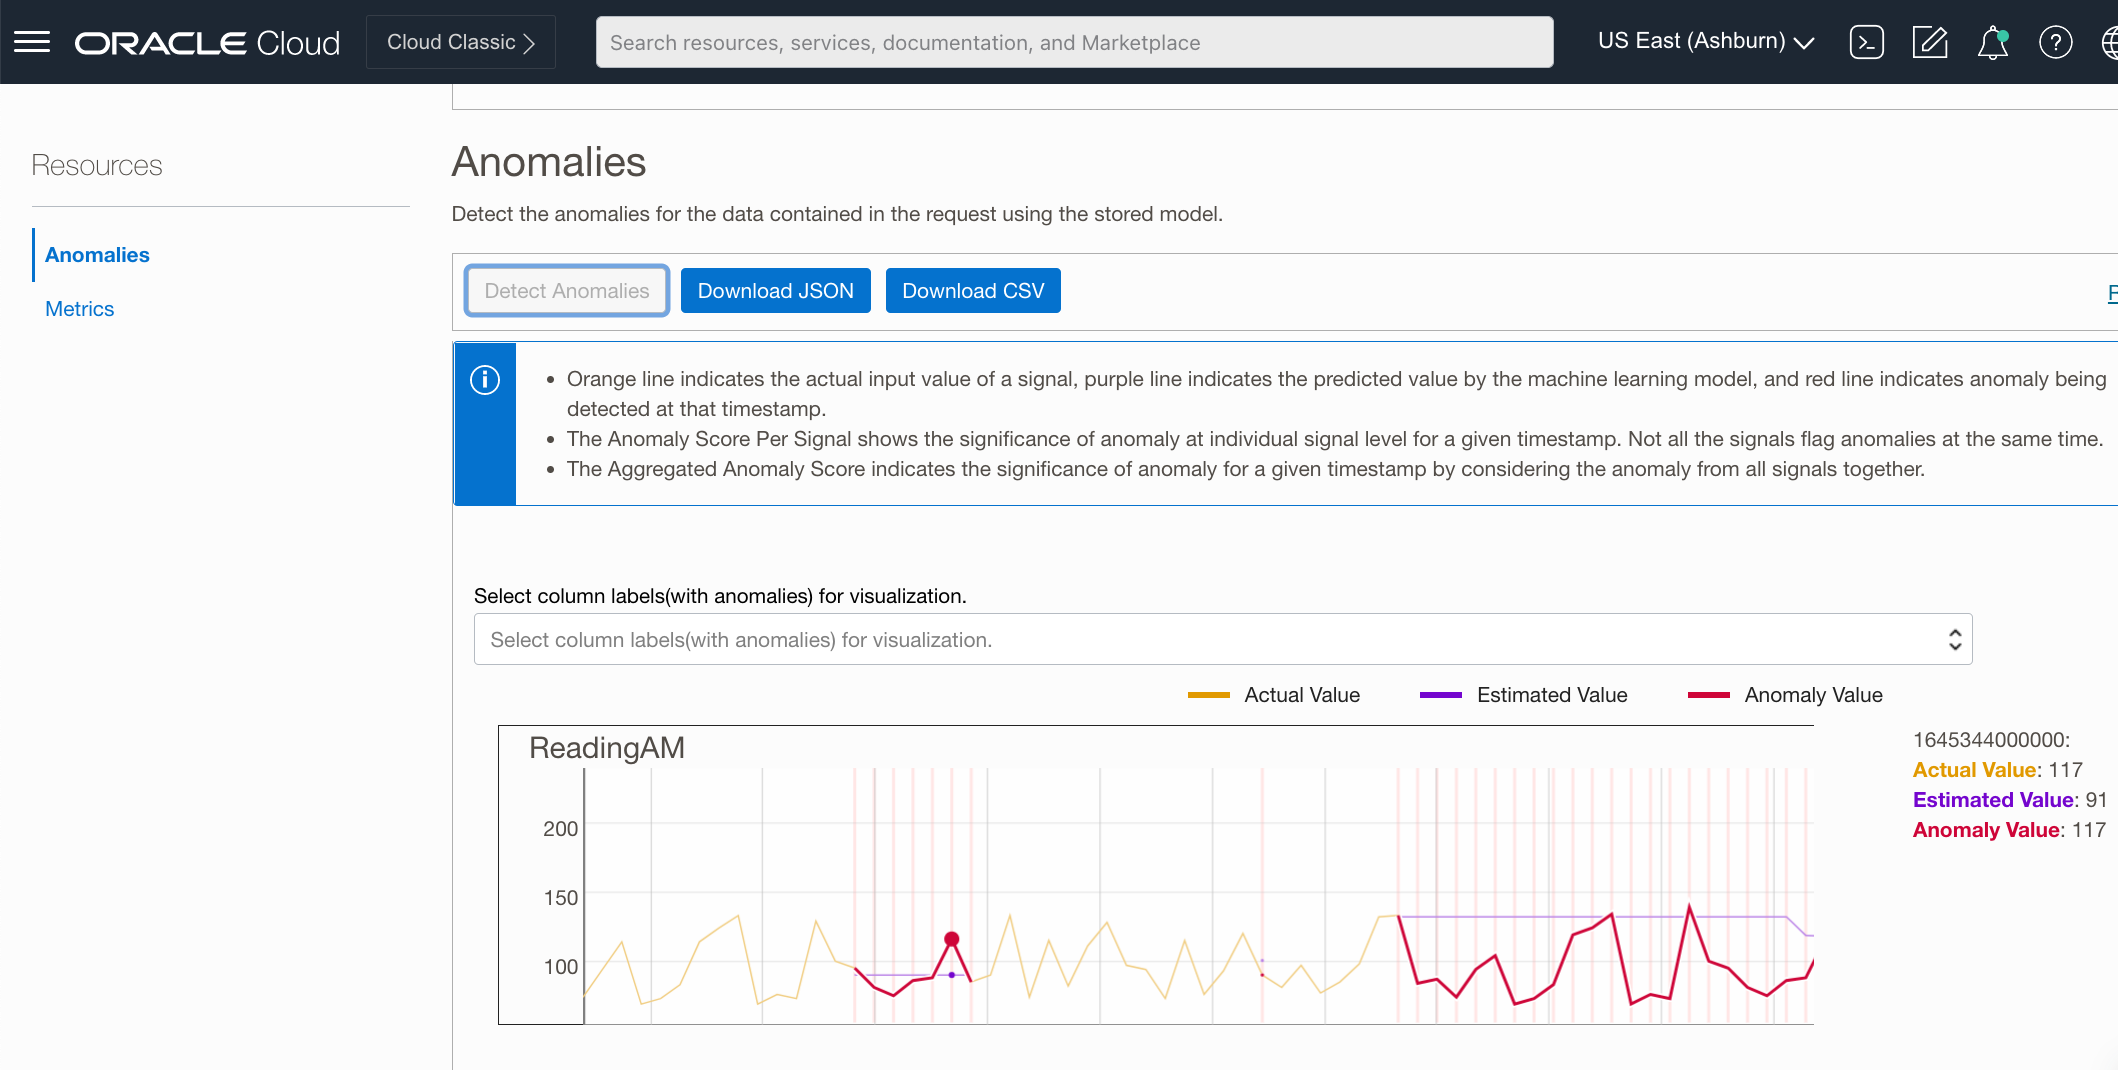 ORACLE Cloud
Cloud Classic
Search resources, services, documentation, and Marketplace
US East (Ashburn)
Resources
Anomalies
Metrics
Anomalies
Detect the anomalies for the data contained in the request using the stored model.
Detect Anomalies
Download JSON
Download CSV
Orange line indicates the actual input value of a signal, purple line indicates the predicted value by the machine learning model, and red line indicates anomaly being
detected at that timestamp.
The Anomaly Score Per Signal shows the significance of anomaly at individual signal level for a given timestamp. Not all the signals flag anomalies at the same time.
The Aggregated Anomaly Score indicates the significance of anomaly for a given timestamp by considering the anomaly from all signals together.
Select column labels(with anomalies) for visualization.
Select column labels(with anomalies) for visualization.
Actual Value
Estimated Value
Anomaly Value
ReadingAM
200
150
100
1645344000000:
Actual Value: 117
Estimated Value: 91
Anomaly Value: 117